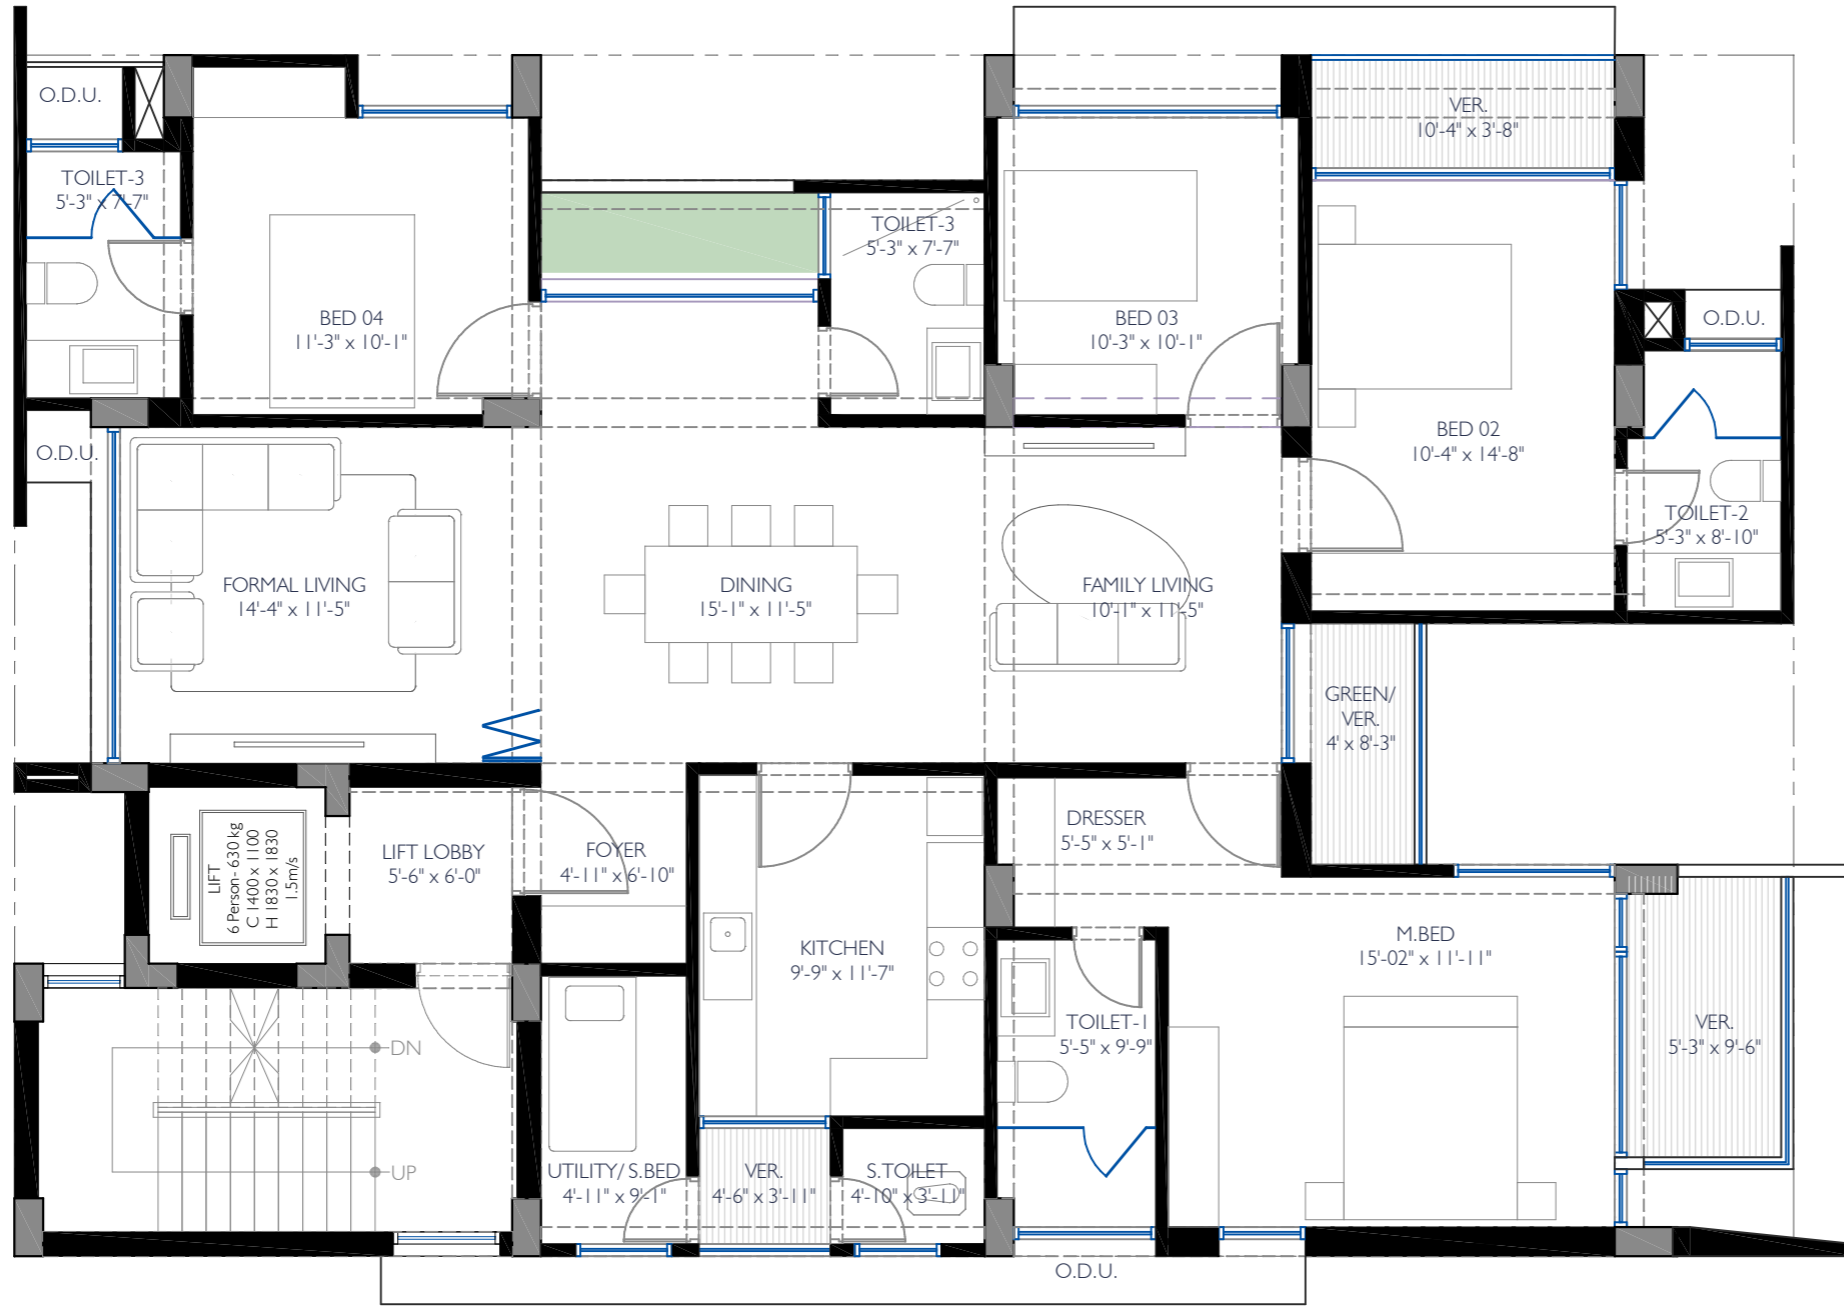 O.D.U.
TOILET-3
5'-3" x 7'-7"
BED 04
11'-3" x 10'-1"
TOILET-3
5'-3" x 7'-7"
BED 03
10'-3" x 10'-1"
VER.
10'-4" x 3'-8"
O.D.U.
BED 02
10'-4" x 14'-8"
TOILET-2
5'-3" x 8'-10"
O.D.U.
FORMAL LIVING
14'-4" x 11'-5"
DINING
15'-1" x 11'-5"
FAMILY LIVING
10'-1" x 11'-5"
GREEN/
VER.
4' x 8'-3"
LIFT
6 Person- 630 kg
C 1400 x 1100
H 1830 x 1830
1.5m/s
LIFT LOBBY
5'-6" x 6'-0"
FOYER
4'-11" x 6'-10"
KITCHEN
9'-9" x 11'-7"
DRESSER
5'-5" x 5'-1"
M.BED
15'-02" x 11'-11"
TOILET-1
5'-5" x 9'-9"
VER.
5'-3" x 9'-6"
DN
UP
UTILITY/ S.BED
4'-11" x 9'-1"
VER.
4'-6" x 3'-11"
S.TOILET
4'-10" x 3'-11"
O.D.U.